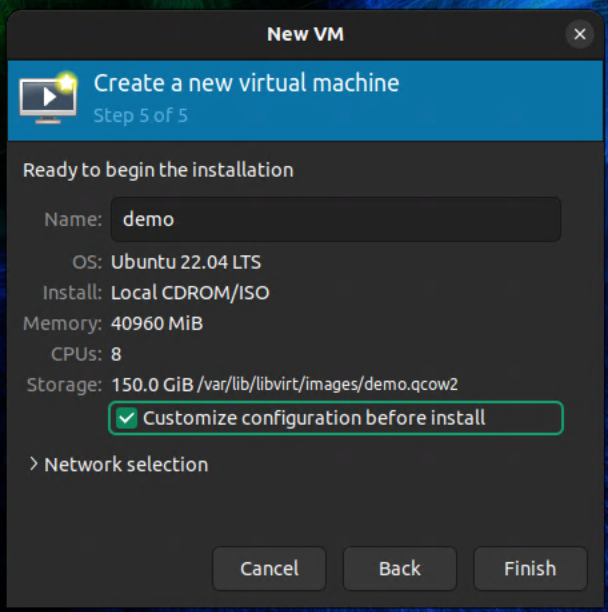 New VM
Create a new virtual machine
Step 5 of 5
Ready to begin the installation
Name: demo
OS: Ubuntu 22.04 LTS
Install: Local CDROM/ISO
Memory: 40960 MiB
CPUs: 8
Storage: 150.0 GiB /var/lib/libvirt/images/demo.qcow2
Customize configuration before install
Network selection
Cancel Back Finish